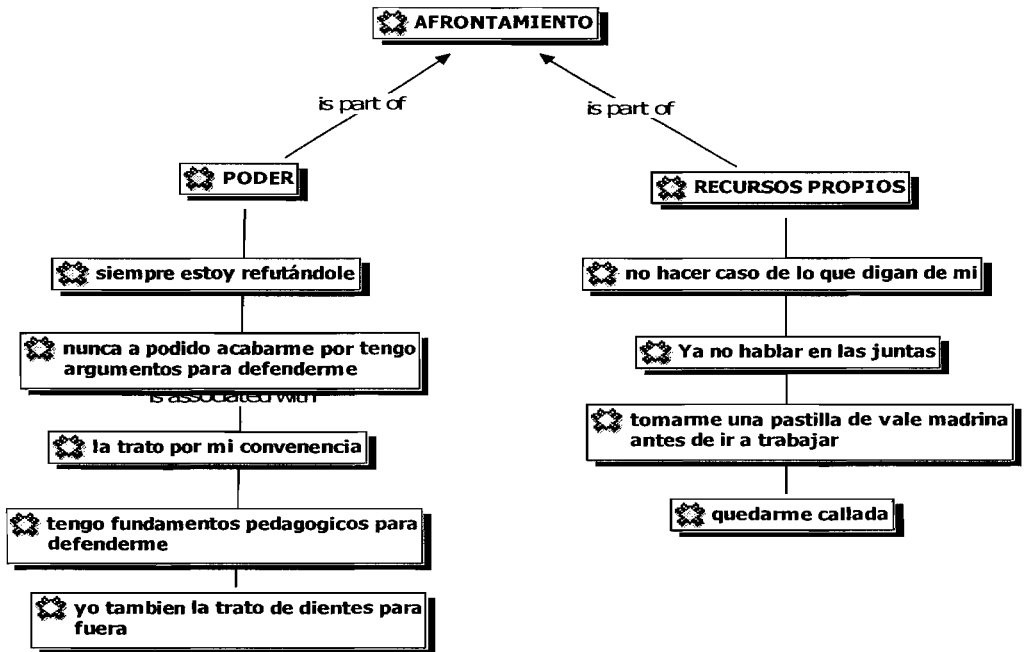 AFRONTAMIENTO
is part of
is part of
PODER
RECURSOS PROPIOS
siempre estoy refutándole
nunca a podido acabarme por tengo
argumentos para defenderme
is associated with
la trato por mi convenencia
tengo fundamentos pedagogicos para
defenderme
yo tambien la trato de dientes para
fuera
no hacer caso de lo que digan de mi
Ya no hablar en las juntas
tomarme una pastilla de vale madrina
antes de ir a trabajar
quedarme callada